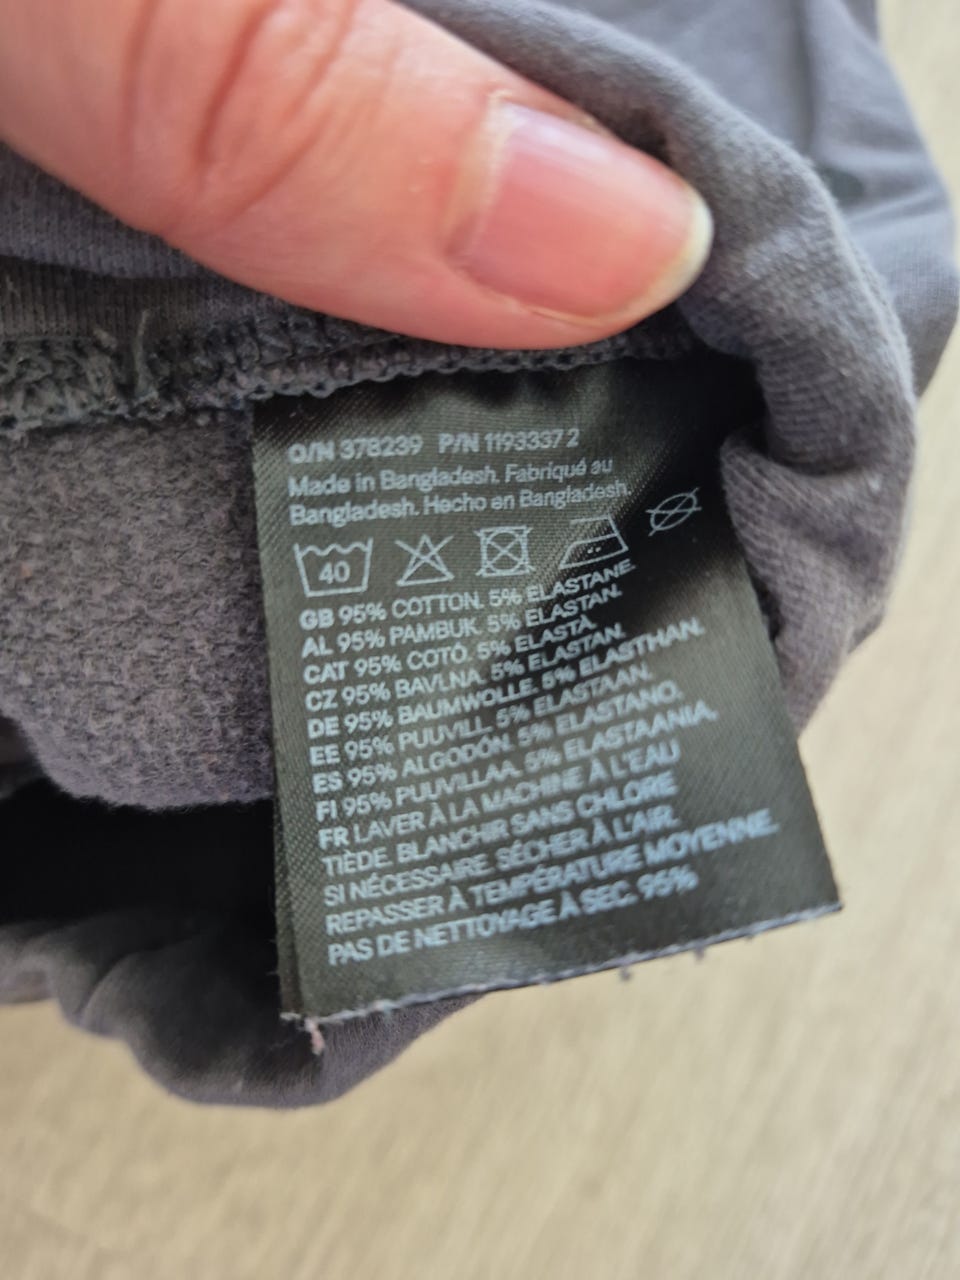 O/N 378239 P/N 1193337 2
Made in Bangladesh. Fabriqué au
Bangladesh. Hecho en Bangladesh.
40
GB 95% COTTON. 5% ELASTANE.
AL 95% PAMBUK. 5% ELASTAN.
CAT 95% COTÓ. 5% ELASTÀ.
CZ 95% BAVLNA. 5% ELASTAN.
DE 95% BAUMWOLLE. 5% ELASTHAN.
EE 95% PUUVILL. 5% ELASTAAN.
ES 95% ALGODÓN. 5% ELASTANO.
FI 95% PUUVILLAA. 5% ELASTAANIA.
FR LAVER À LA MACHINE À L'EAU
TIÈDE. BLANCHIR SANS CHLORE
SI NÉCESSAIRE. SÉCHER À L'AIR.
REPASSER À TEMPÉRATURE MOYENNE.
PAS DE NETTOYAGE À SEC. 95%